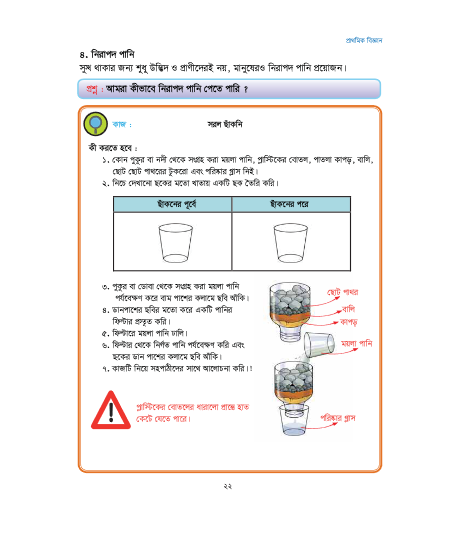 প্রাথমিক বিজ্ঞান
৪. নিরাপদ পানি
সুস্থ থাকার জন্য শুধু উদ্ভিদ ও প্রাণীদেরই নয়, মানুষেরও নিরাপদ পানি প্রয়োজন।
প্রশ্ন : আমরা কীভাবে নিরাপদ পানি পেতে পারি ?
কাজ : সরল ছাঁকনি
কী করতে হবে :
১. কোন পুকুর বা নদী থেকে সংগ্রহ করা ময়লা পানি, প্লাস্টিকের বোতল, পাতলা কাপড়, বালি,
ছোট ছোট পাথরের টুকরো এবং পরিষ্কার গ্লাস নিই।
২. নিচে দেখানো ছকের মতো খাতায় একটি ছক তৈরি করি।
ছাঁকনের পূর্বে ছাঁকনের পরে
৩. পুকুর বা ডোবা থেকে সংগ্রহ করা ময়লা পানি
পর্যবেক্ষণ করে বাম পাশের কলামে ছবি আঁকি।
৪. ডানপাশের ছবির মতো করে একটি পানির
ফিল্টার প্রস্তুত করি।
৫. ফিল্টারে ময়লা পানি ঢালি।
৬. ফিল্টার থেকে নির্গত পানি পর্যবেক্ষণ করি এবং
ছকের ডান পাশের কলামে ছবি আঁকি।
৭. কাজটি নিয়ে সহপাঠীদের সাথে আলোচনা করি।।
ছোট পাথর
বালি
কাপড়
ময়লা পানি
পরিষ্কার গ্লাস
প্লাস্টিকের বোতলের ধারালো প্রান্তে হাত
কেটে যেতে পারে।
২২